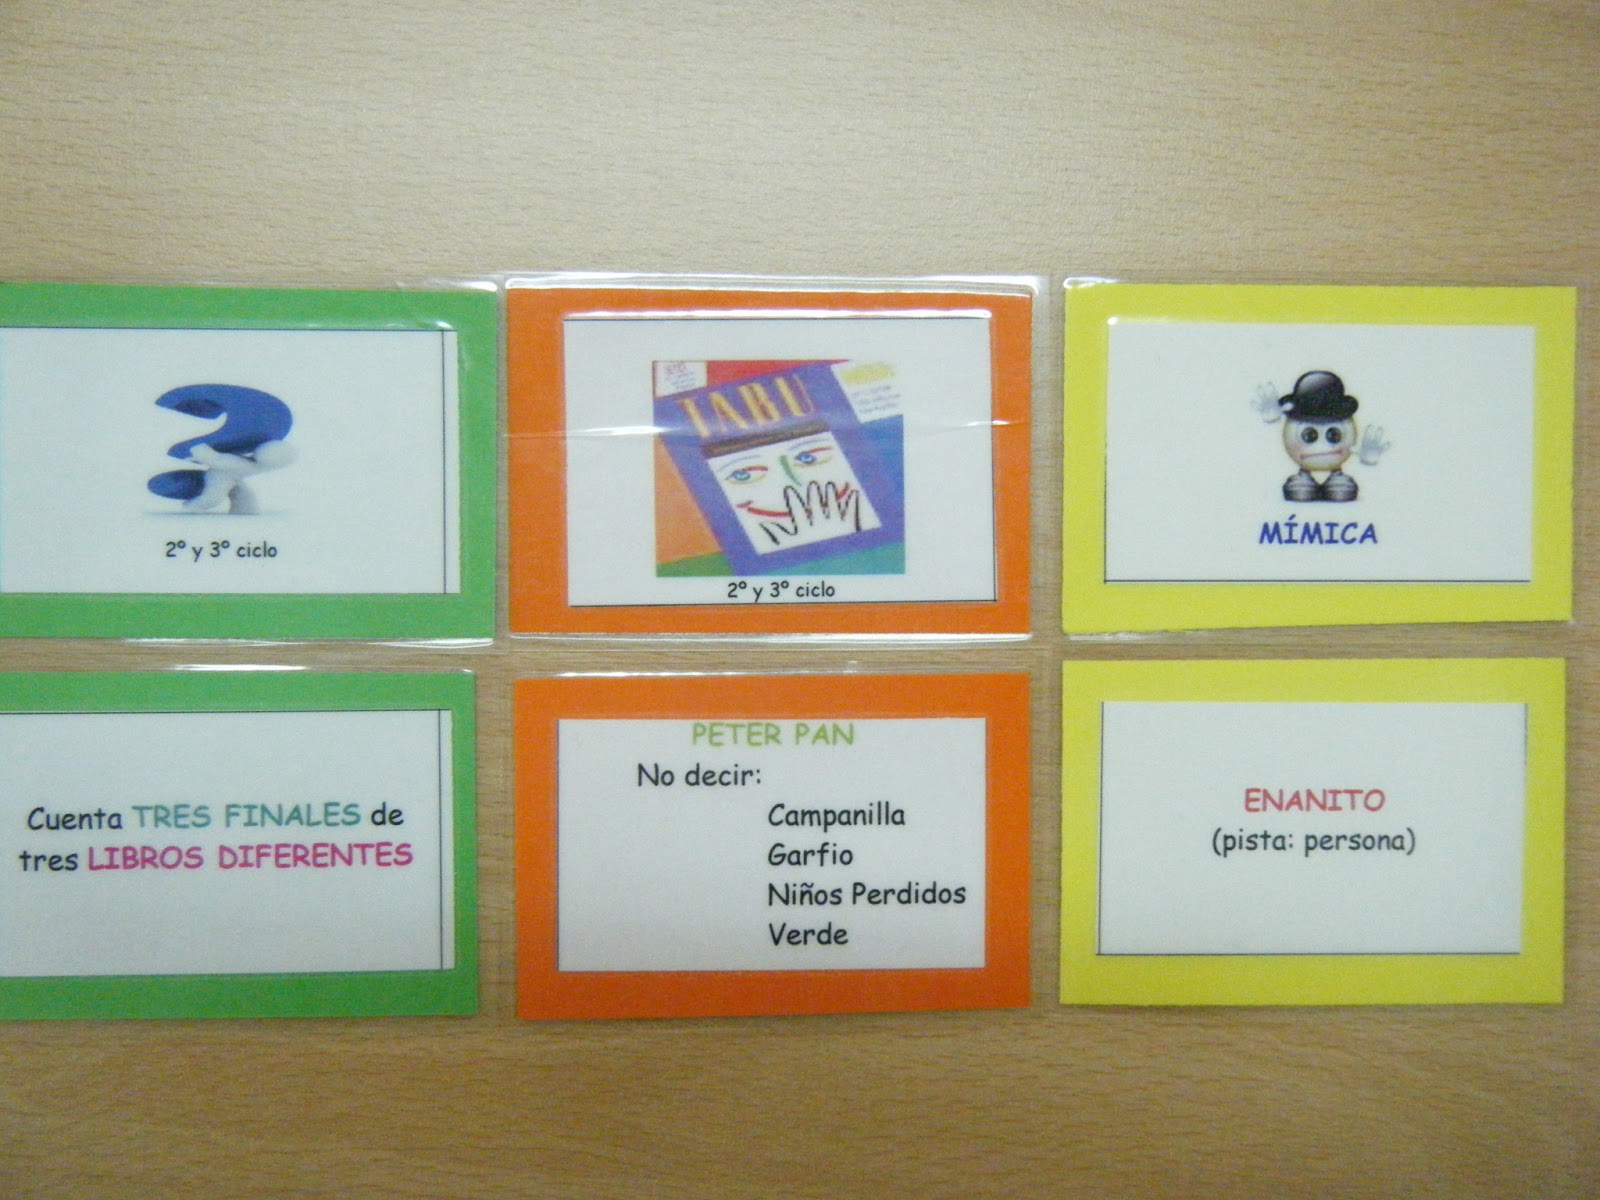 2º y 3º ciclo
TABU
2º y 3º ciclo
MÍMICA
Cuenta TRES FINALES de
tres LIBROS DIFERENTES
PETER PAN
No decir:
Campanilla
Garfio
Niños Perdidos
Verde
ENANITO
(pista: persona)